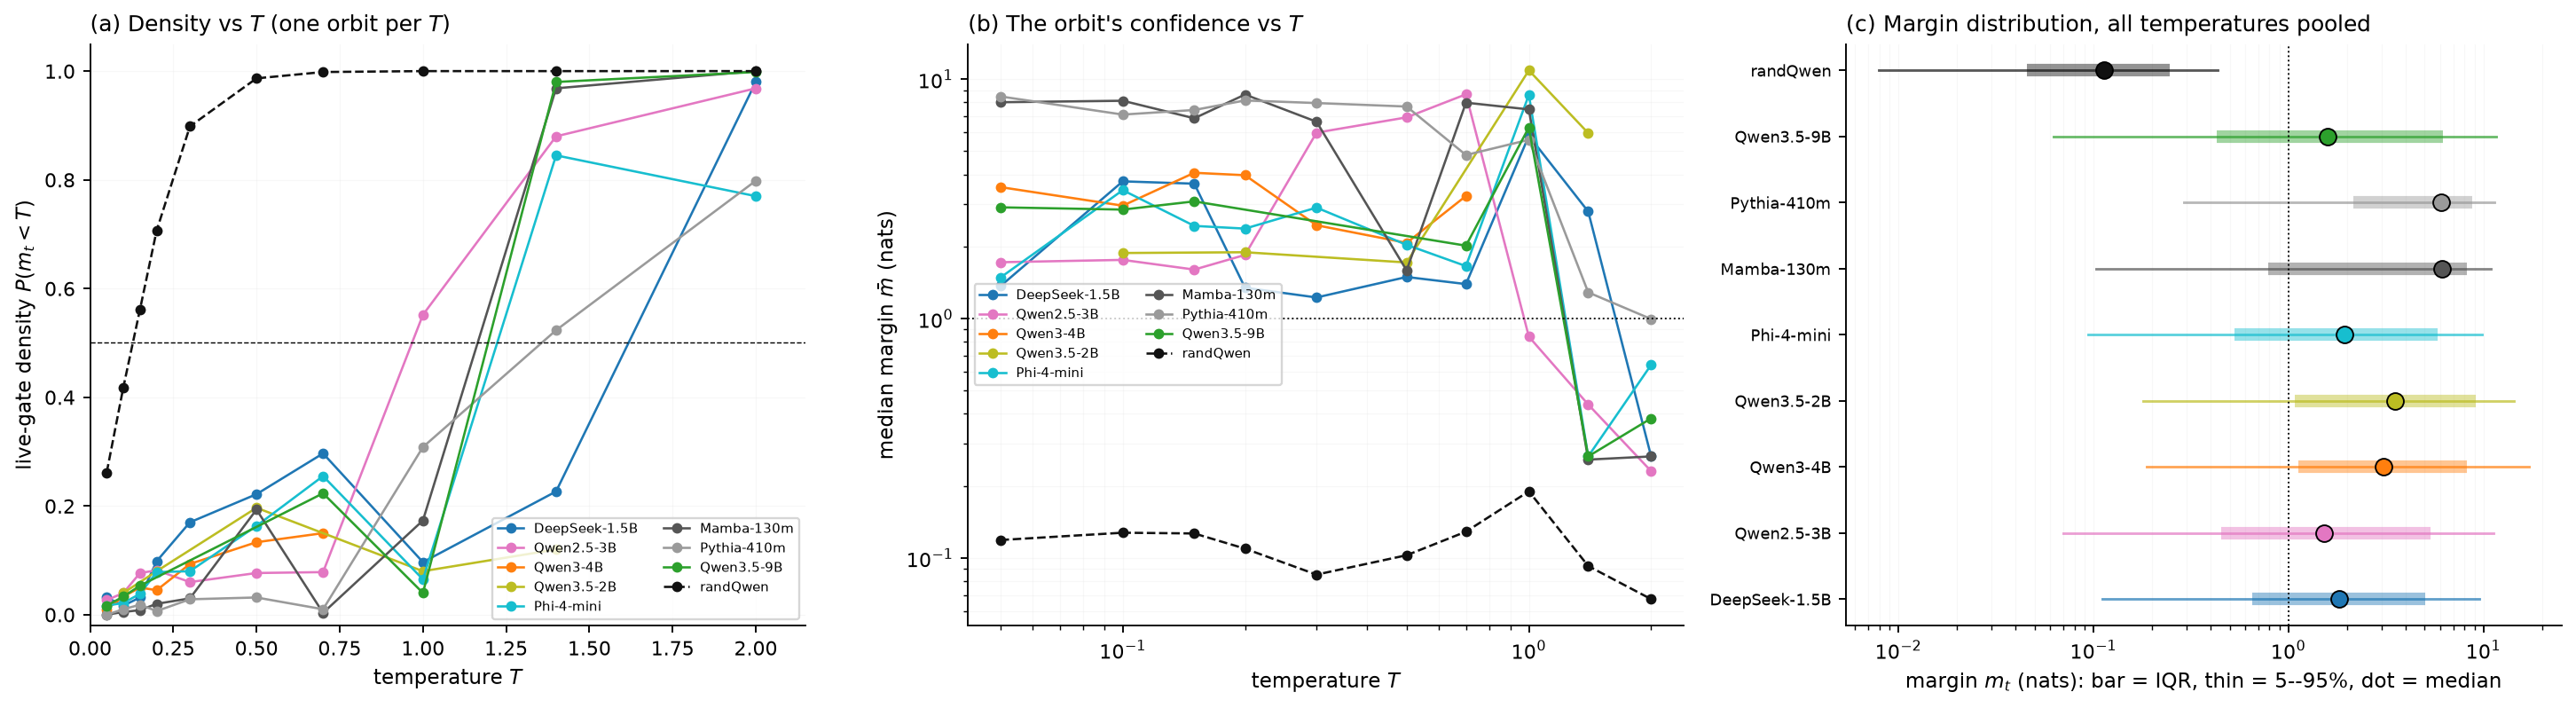 (a) Density vs T (one orbit per T)
live-gate density P(m_t < T)
1.0
0.8
0.6
0.4
0.2
0.0
0.00
0.25
0.50
0.75
1.00
1.25
1.50
1.75
2.00
temperature T
DeepSeek-1.5B
Qwen2.5-3B
Qwen3-4B
Qwen3.5-2B
Phi-4-mini
Mamba-130m
Pythia-410m
Qwen3.5-9B
randQwen
(b) The orbit's confidence vs T
median margin m̄ (nats)
10^1
10^0
10^-1
10^-1
10^0
temperature T
DeepSeek-1.5B
Qwen2.5-3B
Qwen3-4B
Qwen3.5-2B
Phi-4-mini
Mamba-130m
Pythia-410m
Qwen3.5-9B
randQwen
(c) Margin distribution, all temperatures pooled
randQwen
Qwen3.5-9B
Pythia-410m
Mamba-130m
Phi-4-mini
Qwen3.5-2B
Qwen3-4B
Qwen2.5-3B
DeepSeek-1.5B
10^-2
10^-1
10^0
10^1
margin m_t (nats): bar = IQR, thin = 5--95%, dot = median